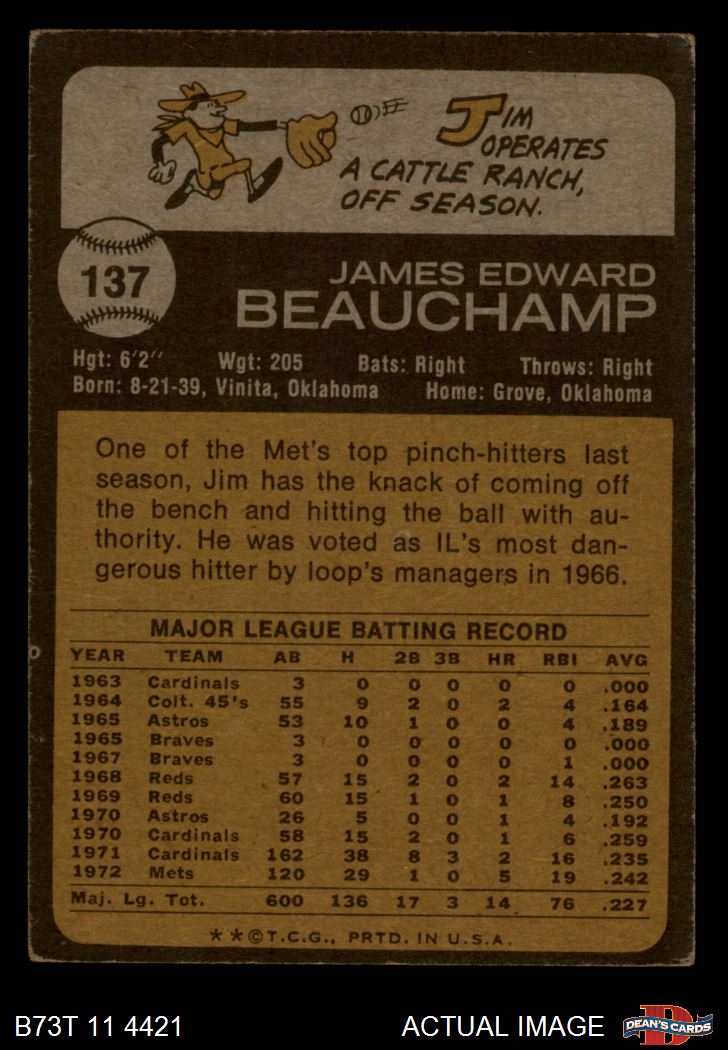 JIM
OPERATES
A CATTLE RANCH,
OFF SEASON.
137
JAMES EDWARD
BEAUCHAMP
Hgt: 6'2" Wgt: 205 Bats: Right Throws: Right
Born: 8-21-39, Vinita, Oklahoma Home: Grove, Oklahoma
One of the Met's top pinch-hitters last
season, Jim has the knack of coming off
the bench and hitting the ball with au-
thority. He was voted as IL's most dan-
gerous hitter by loop's managers in 1966.
MAJOR LEAGUE BATTING RECORD
YEAR TEAM AB H 2B 3B HR RBI AVG
1963 Cardinals 3 0 0 0 0 0 .000
1964 Colt. 45's 55 9 2 0 2 4 .164
1965 Astros 53 10 1 0 0 4 .189
1965 Braves 3 0 0 0 0 0 .000
1967 Braves 3 0 0 0 0 1 .000
1968 Reds 57 15 2 0 2 14 .263
1969 Reds 60 15 1 0 1 8 .250
1970 Astros 26 5 0 0 1 4 .192
1970 Cardinals 58 15 2 0 1 6 .259
1971 Cardinals 162 38 8 3 2 16 .235
1972 Mets 120 29 1 0 5 19 .242
Maj. Lg. Tot. 600 136 17 3 14 76 .227
**©T.C.G., PRTD. IN U.S.A.
B73T 11 4421 ACTUAL IMAGE D DEAN'S CARDS